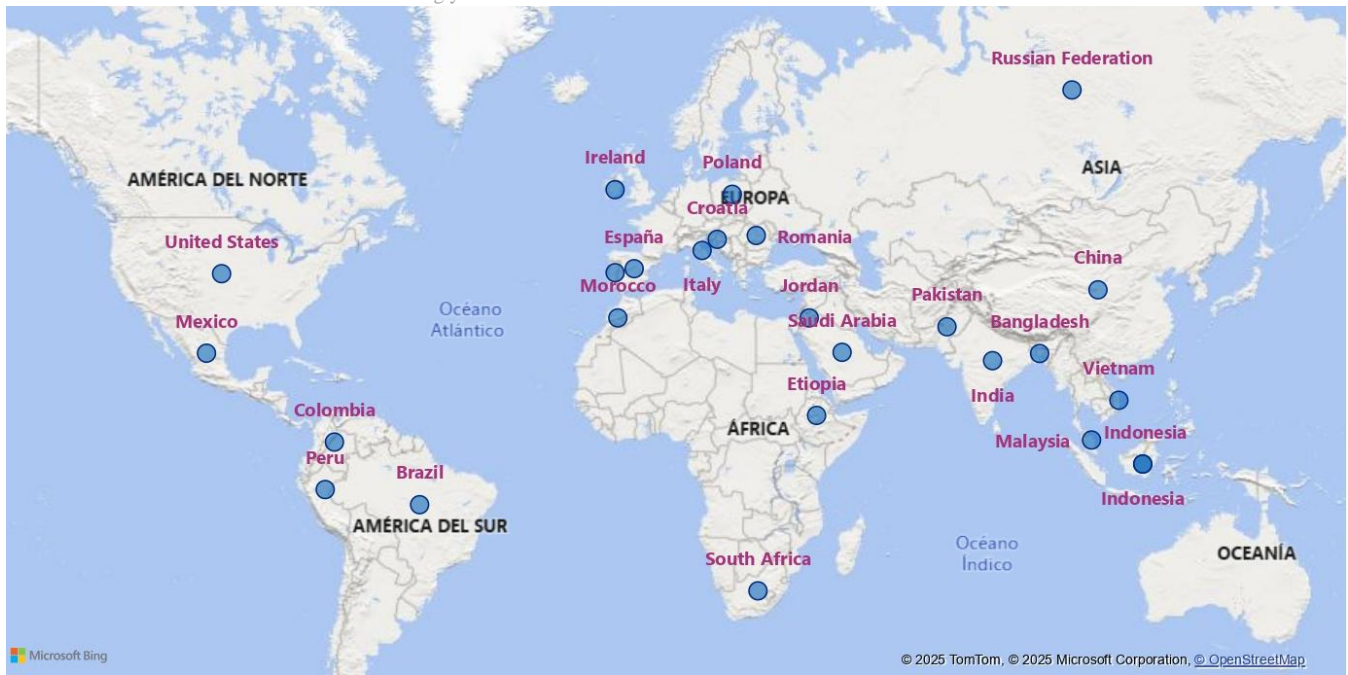 Russian Federation
Ireland
Poland
ASIA
AMÉRICA DEL NORTE
EUROPA
Croatia
United States
España
Romania
China
Morocco
Italy
Jordan
Pakistan
Océano
Atlántico
Mexico
Saudi Arabia
Bangladesh
Vietnam
Etiopia
India
Colombia
ÁFRICA
Malaysia
Indonesia
Peru
Brazil
Indonesia
AMÉRICA DEL SUR
Océano
Índico
OCEANÍA
South Africa
Microsoft Bing
© 2025 TomTom, © 2025 Microsoft Corporation, © OpenStreetMap